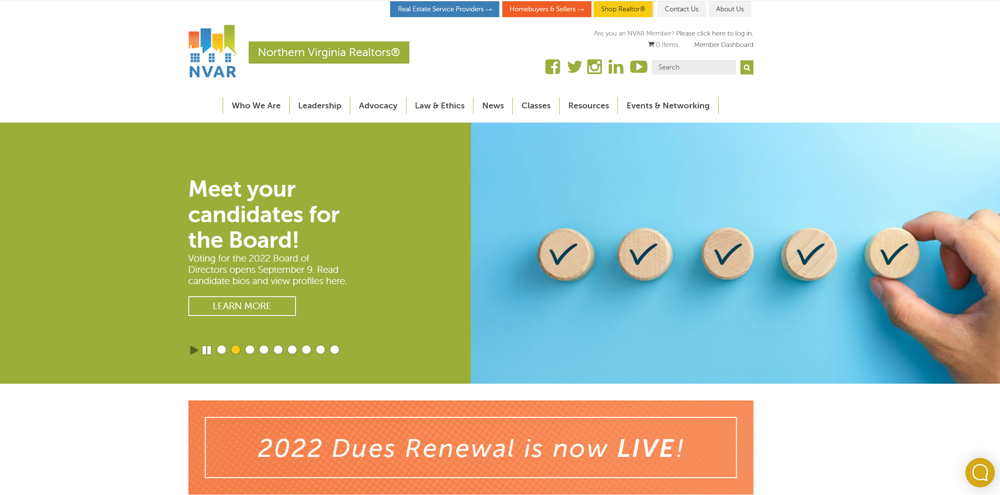 Real Estate Service Providers →
Homebuyers & Sellers →
Shop Realtor®
Contact Us
About Us
NVAR
Northern Virginia Realtors®
Are you an NVAR Member? Please click here to log in.
0 Items
Member Dashboard
Search
Who We Are
Leadership
Advocacy
Law & Ethics
News
Classes
Resources
Events & Networking
Meet your
candidates for
the Board!
Voting for the 2022 Board of
Directors opens September 9. Read
candidate bios and view profiles here.
LEARN MORE
2022 Dues Renewal is now LIVE!